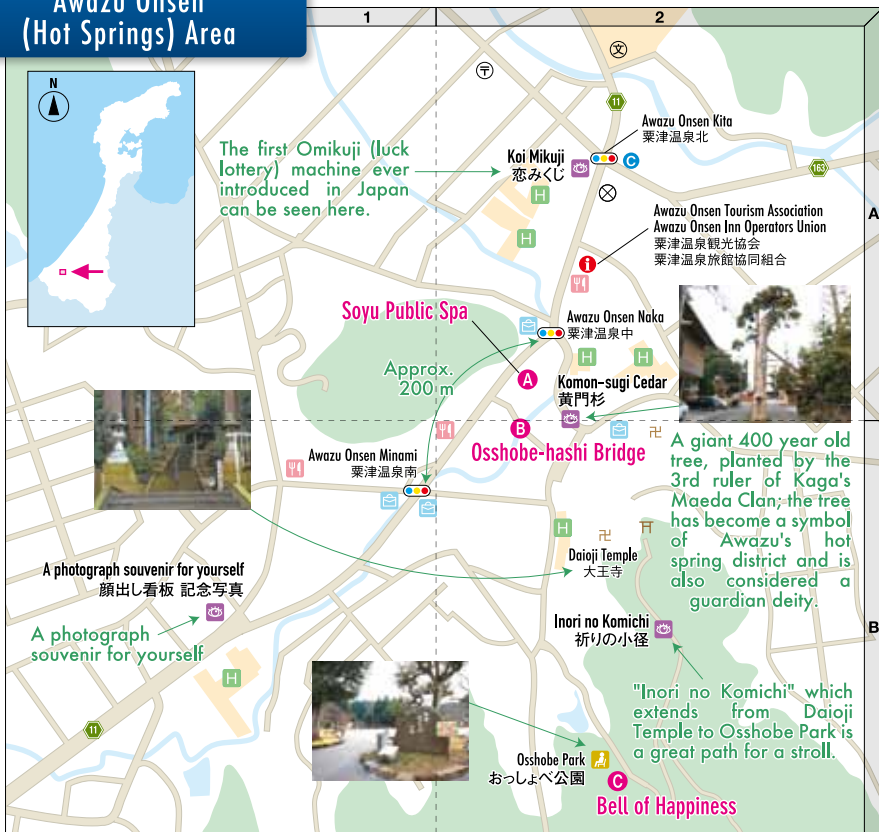 Awazu Onsen
(Hot Springs) Area
1
2
N
〒
文
11
Awazu Onsen Kita
粟津温泉北
C
163
The first Omikuji (luck
lottery) machine ever
introduced in Japan
can be seen here.
Koi Mikuji
恋みくじ
H
H
A
Awazu Onsen Tourism Association
Awazu Onsen Inn Operators Union
粟津温泉観光協会
粟津温泉旅館協同組合
i
Soyu Public Spa
Awazu Onsen Naka
粟津温泉中
H
H
Approx.
200 m
A
Komon-sugi Cedar
黄門杉
B
Osshobe-hashi Bridge
卍
Awazu Onsen Minami
粟津温泉南
A giant 400 year old
tree, planted by the
3rd ruler of Kaga's
Maeda Clan; the tree
has become a symbol
of Awazu's hot
spring district and is
also considered a
guardian deity.
H
卍
Daioji Temple
大王寺
A photograph souvenir for yourself
顔出し看板 記念写真
A photograph
souvenir for yourself
Inori no Komichi
祈りの小径
B
H
"Inori no Komichi" which
extends from Daioji
Temple to Osshobe Park is
a great path for a stroll.
11
Osshobe Park
おっしょべ公園
C
Bell of Happiness